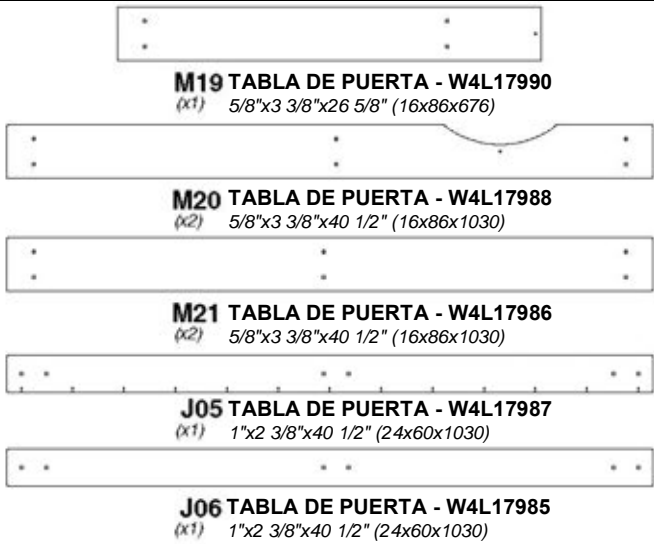 M19 TABLA DE PUERTA - W4L17990
(x1) 5/8"x3 3/8"x26 5/8" (16x86x676)
M20 TABLA DE PUERTA - W4L17988
(x2) 5/8"x3 3/8"x40 1/2" (16x86x1030)
M21 TABLA DE PUERTA - W4L17986
(x2) 5/8"x3 3/8"x40 1/2" (16x86x1030)
J05 TABLA DE PUERTA - W4L17987
(x1) 1"x2 3/8"x40 1/2" (24x60x1030)
J06 TABLA DE PUERTA - W4L17985
(x1) 1"x2 3/8"x40 1/2" (24x60x1030)